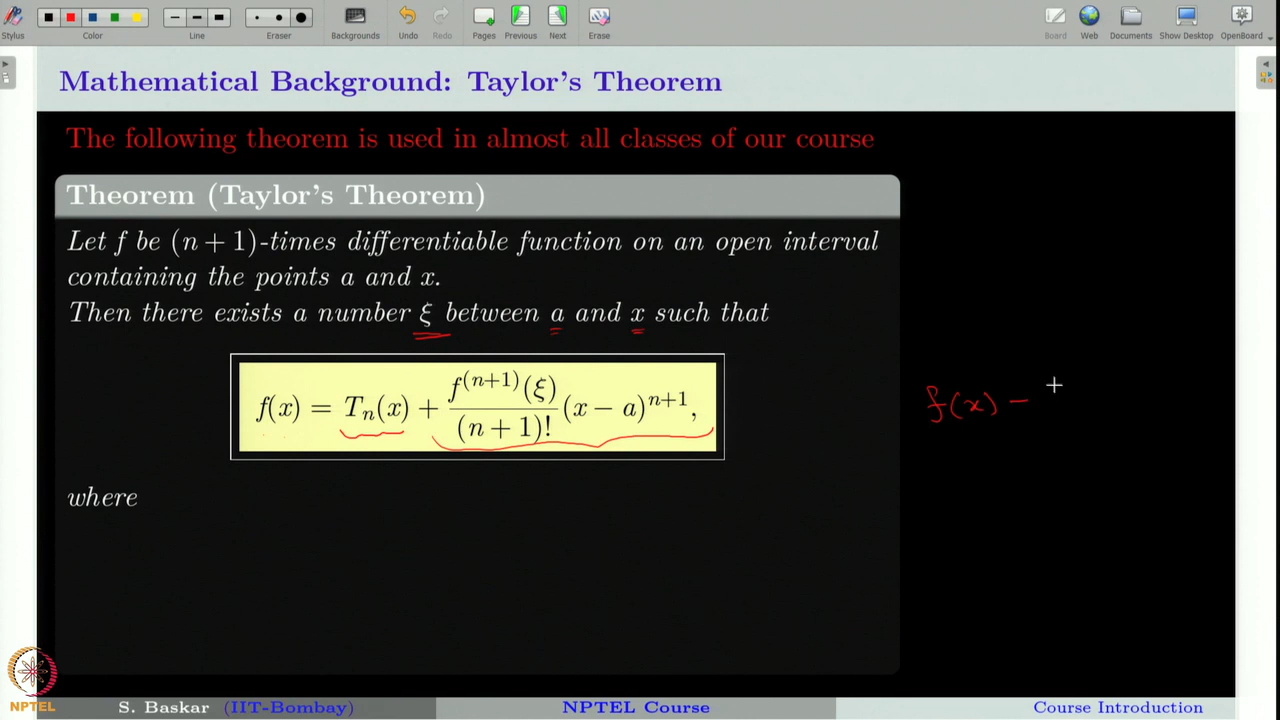 Stylus Color Line Eraser Backgrounds Undo Redo Pages Previous Next Erase Board Web Documents Show Desktop OpenBoard
Mathematical Background: Taylor's Theorem
The following theorem is used in almost all classes of our course
Theorem (Taylor's Theorem)
Let f be (n + 1)-times differentiable function on an open interval
containing the points a and x.
Then there exists a number ξ between a and x such that
f(x) = Tₙ(x) + f⁽ⁿ⁺¹⁾(ξ)/(n + 1)! (x − a)ⁿ⁺¹,
f(x) −
where
NPTEL
S. Baskar (IIT-Bombay) NPTEL Course Course Introduction